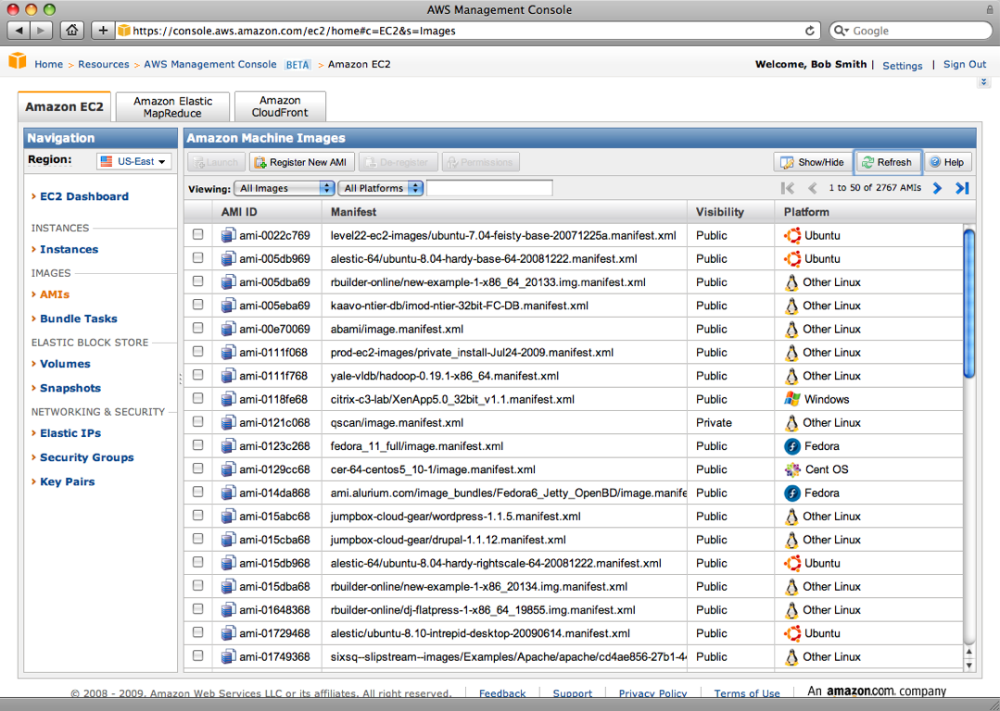 AWS Management Console
https://console.aws.amazon.com/ec2/home#c=EC2&s=Images
Google
Home > Resources > AWS Management Console BETA > Amazon EC2
Welcome, Bob Smith | Settings | Sign Out
Amazon EC2
Amazon Elastic MapReduce
Amazon CloudFront
Navigation
Region: US-East
EC2 Dashboard
INSTANCES
Instances
IMAGES
AMIs
Bundle Tasks
ELASTIC BLOCK STORE
Volumes
Snapshots
NETWORKING & SECURITY
Elastic IPs
Security Groups
Key Pairs
Amazon Machine Images
Launch Register New AMI De-register Permissions Show/Hide Refresh Help
Viewing: All Images All Platforms 1 to 50 of 2767 AMIs
AMI ID Manifest Visibility Platform
ami-0022c769 level22-ec2-images/ubuntu-7.04-feisty-base-20071225a.manifest.xml Public Ubuntu
ami-005db969 alestic-64/ubuntu-8.04-hardy-base-64-20081222.manifest.xml Public Ubuntu
ami-005dba69 rbuilder-online/new-example-1-x86_64_20133.img.manifest.xml Public Other Linux
ami-005eba69 kaavo-ntier-db/imod-ntier-32bit-FC-DB.manifest.xml Public Other Linux
ami-00e70069 abami/image.manifest.xml Public Other Linux
ami-0111f068 prod-ec2-images/private_install-Jul24-2009.manifest.xml Public Other Linux
ami-0111f768 yale-vldb/hadoop-0.19.1-x86_64.manifest.xml Public Other Linux
ami-0118fe68 citrix-c3-lab/XenApp5.0_32bit_v1.1.manifest.xml Public Windows
ami-0121c068 qscan/image.manifest.xml Private Other Linux
ami-0123c268 fedora_11_full/image.manifest.xml Public Fedora
ami-0129cc68 cer-64-centos5_10-1/image.manifest.xml Public Cent OS
ami-014da868 ami.alurium.com/image_bundles/Fedora6_Jetty_OpenBD/image.manife Public Fedora
ami-015abc68 jumpbox-cloud-gear/wordpress-1.1.5.manifest.xml Public Other Linux
ami-015cba68 jumpbox-cloud-gear/drupal-1.1.12.manifest.xml Public Other Linux
ami-015db968 alestic-64/ubuntu-8.04-hardy-rightscale-64-20081222.manifest.xml Public Ubuntu
ami-015dba68 rbuilder-online/new-example-1-x86_20134.img.manifest.xml Public Other Linux
ami-01648368 rbuilder-online/dj-flatpress-1-x86_64_19855.img.manifest.xml Public Other Linux
ami-01729468 alestic/ubuntu-8.10-intrepid-desktop-20090614.manifest.xml Public Ubuntu
ami-01749368 sixsq--slipstream--images/Examples/Apache/apache/cd4ae856-27b1-44 Public Other Linux
© 2008 - 2009, Amazon Web Services LLC or its affiliates. All right reserved. | Feedback | Support | Privacy Policy | Terms of Use | An amazon.com. company